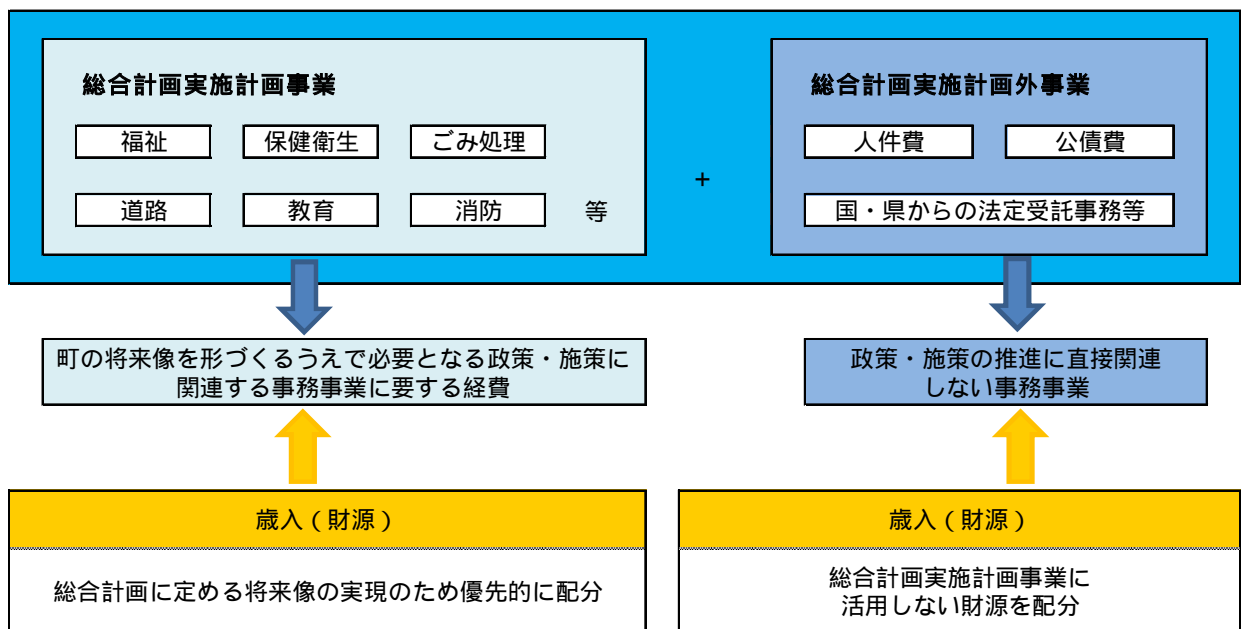 総合計画実施計画事業
福祉
保健衛生
ごみ処理
道路
教育
消防
等
+
総合計画実施計画外事業
人件費
公債費
国・県からの法定受託事務等
町の将来像を形づくるうえで必要となる政策・施策に
関連する事務事業に要する経費
政策・施策の推進に直接関連
しない事務事業
歳入(財源)
総合計画に定める将来像の実現のため優先的に配分
歳入(財源)
総合計画実施計画事業に
活用しない財源を配分